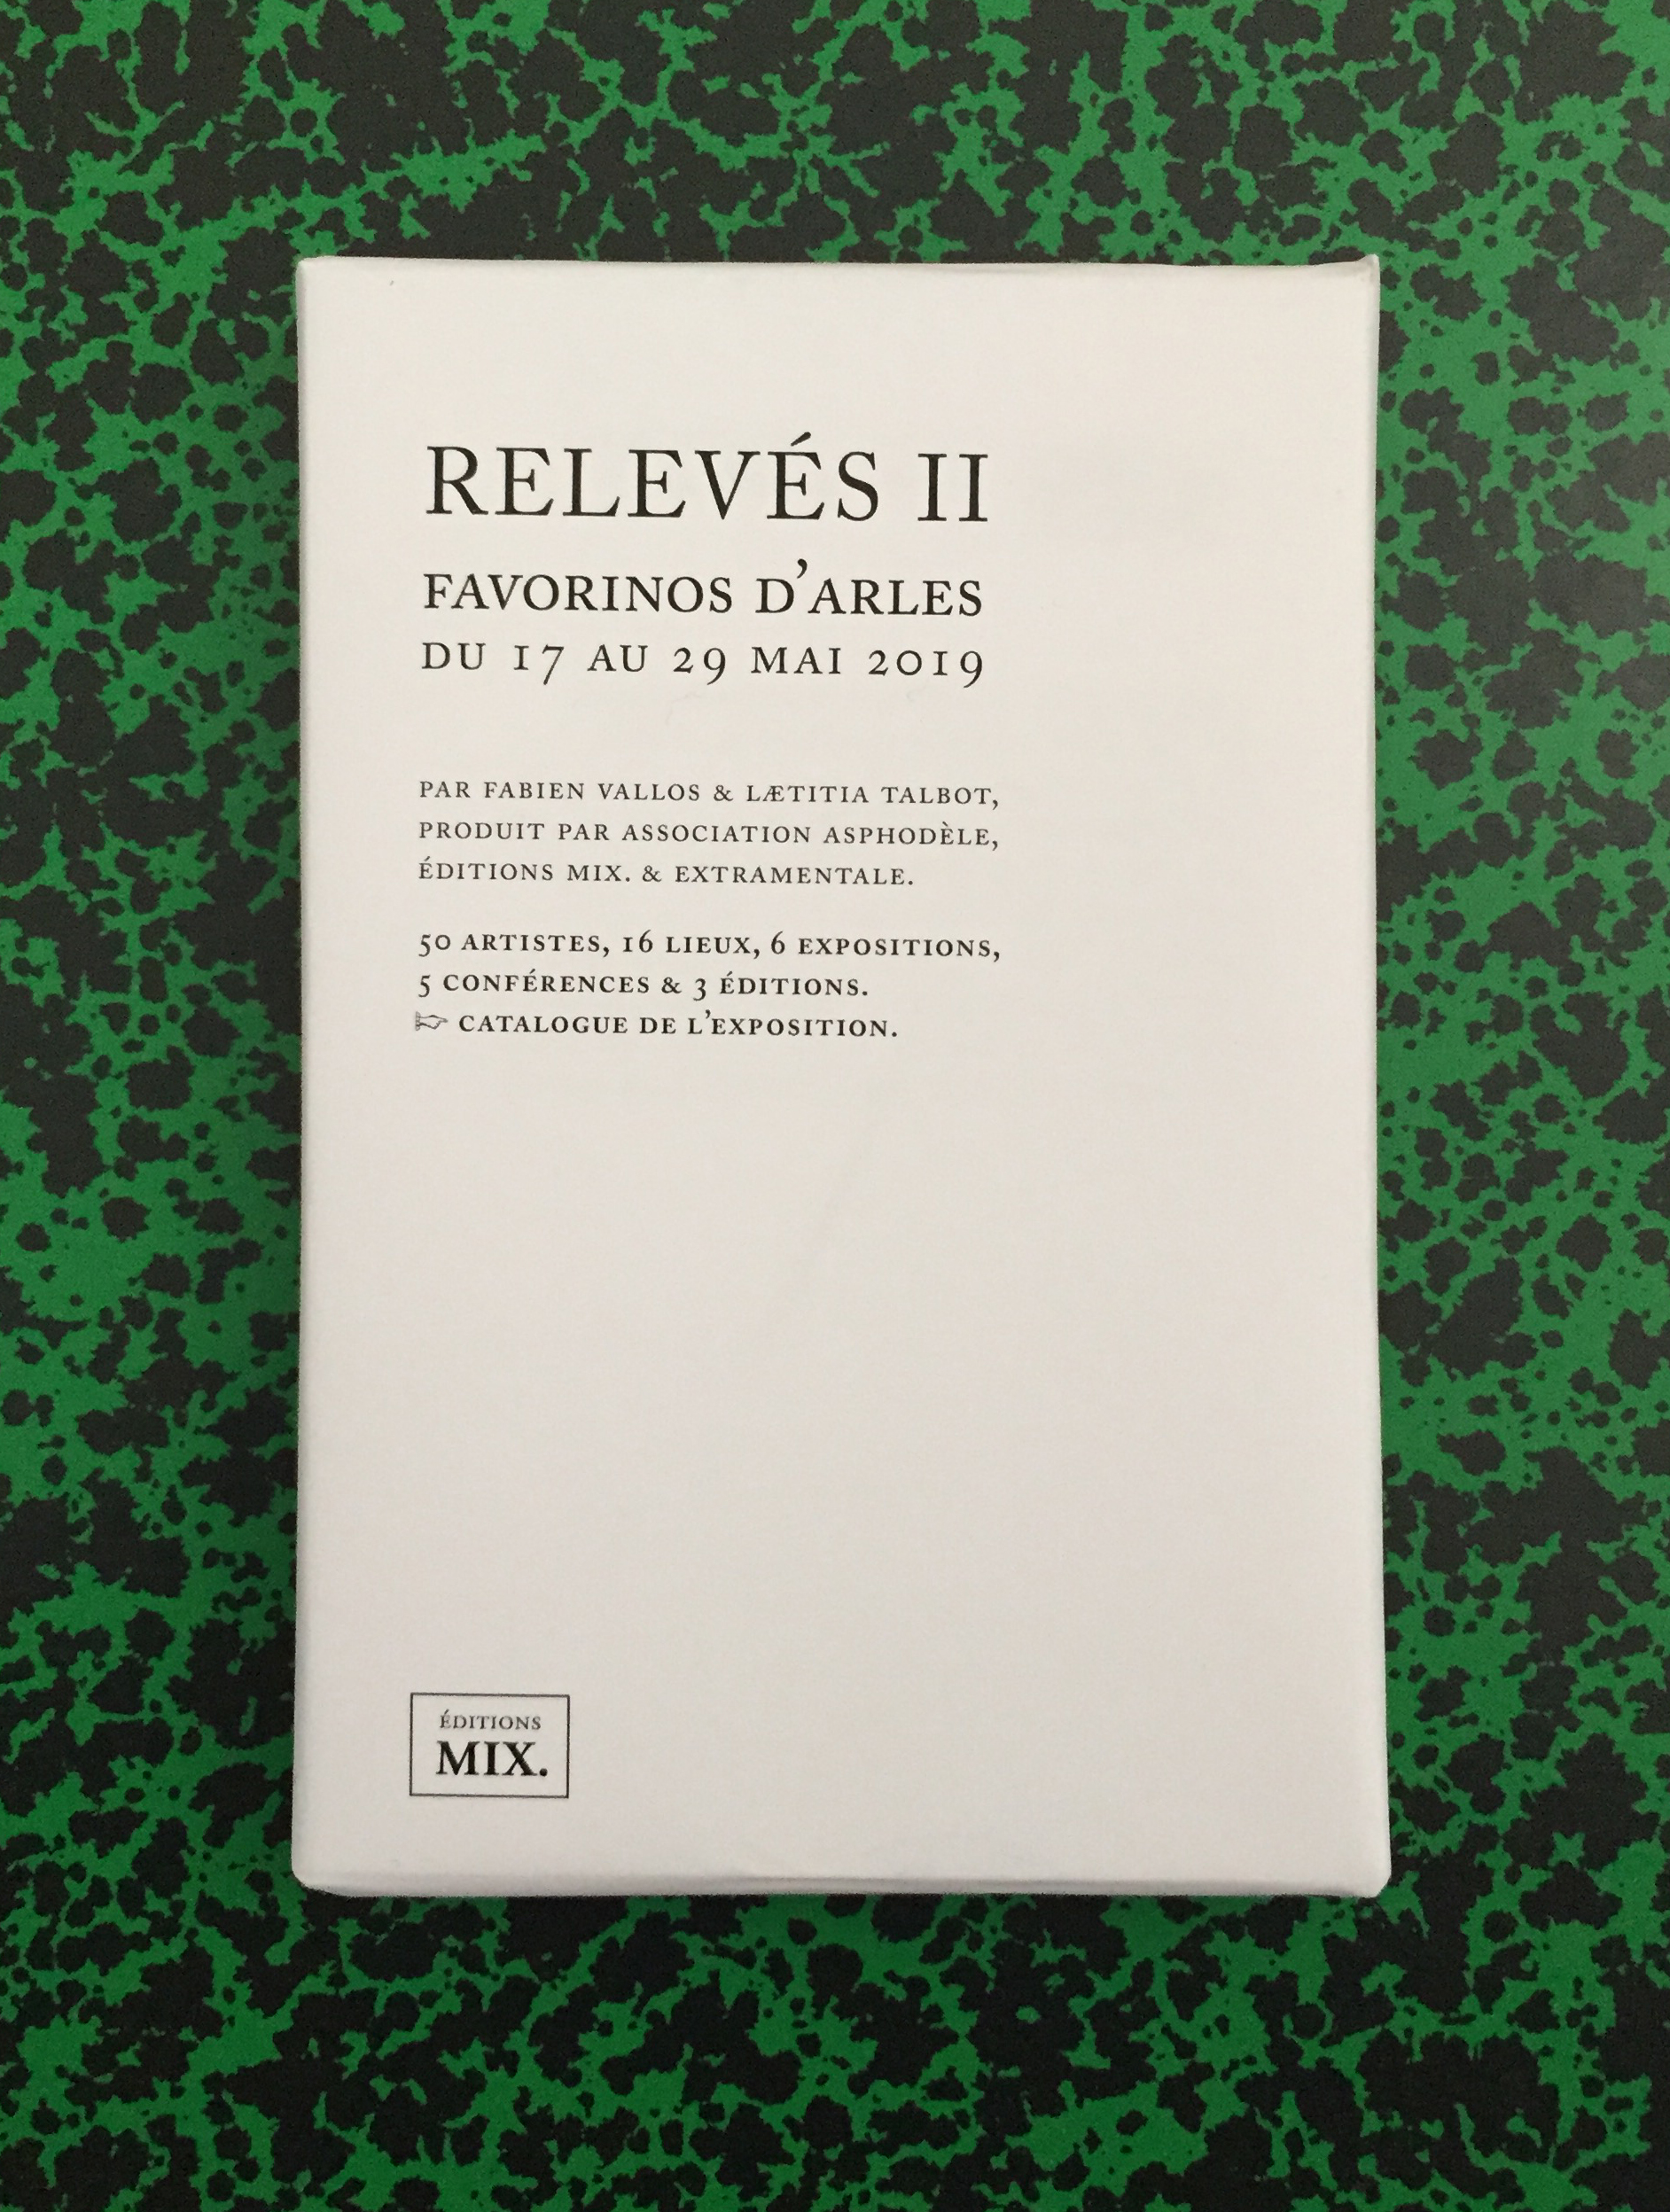 RELEVÉS II
FAVORINOS D'ARLES
DU 17 AU 29 MAI 2019
PAR FABIEN VALLOS & LÆTITIA TALBOT,
PRODUIT PAR ASSOCIATION ASPHODÈLE,
ÉDITIONS MIX. & EXTRAMENTALE.
50 ARTISTES, 16 LIEUX, 6 EXPOSITIONS,
5 CONFÉRENCES & 3 ÉDITIONS.
☞ CATALOGUE DE L'EXPOSITION.
ÉDITIONS
MIX.